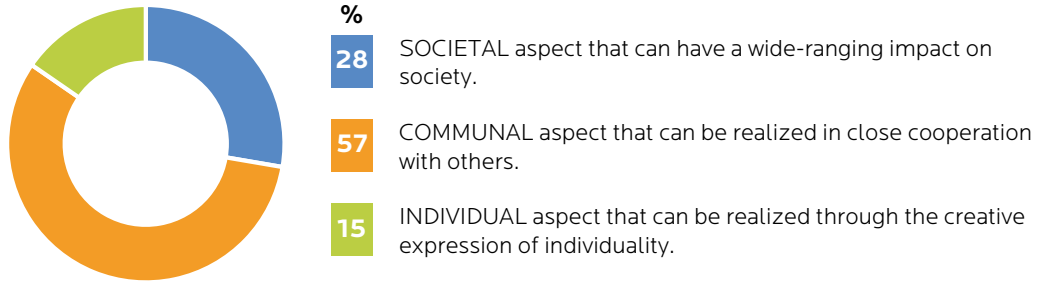 %
28 SOCIETAL aspect that can have a wide-ranging impact on
society.
57 COMMUNAL aspect that can be realized in close cooperation
with others.
15 INDIVIDUAL aspect that can be realized through the creative
expression of individuality.